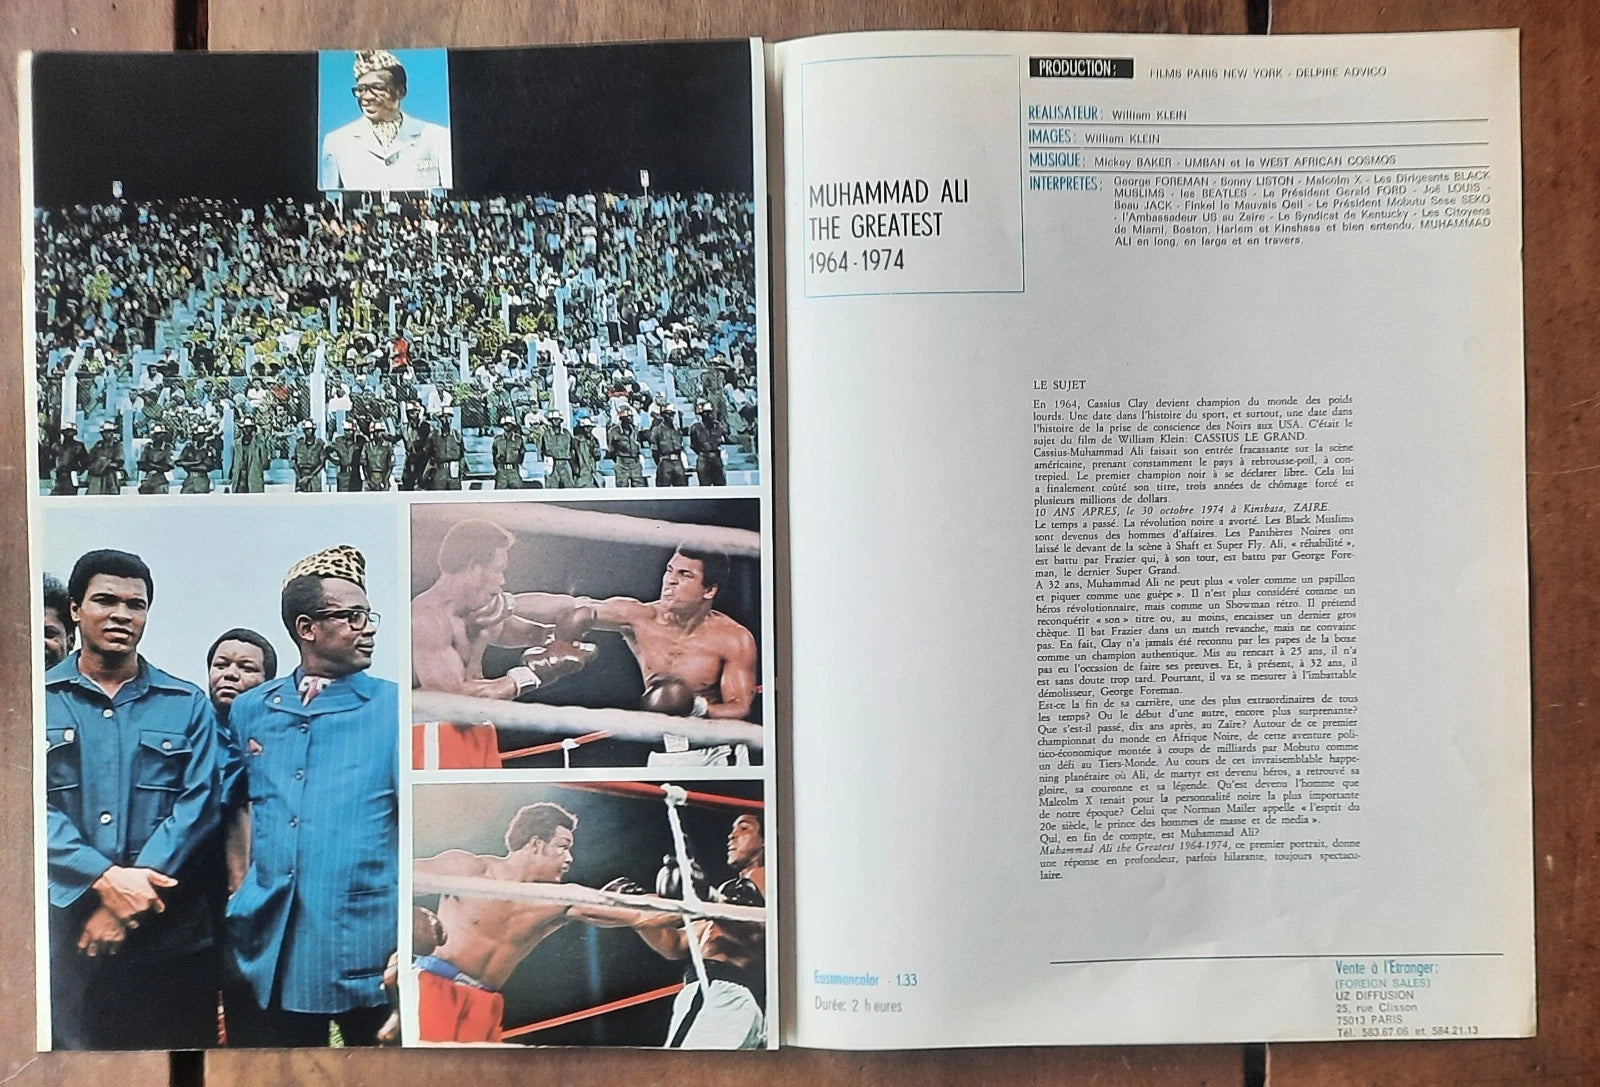 MUHAMMAD ALI
THE GREATEST
1964-1974
PRODUCTION: FILMS PARIS NEW YORK - DELPIRE ADVICO
REALISATEUR: William KLEIN
IMAGES: William KLEIN
MUSIQUE: Mickey BAKER - UMBAN et le WEST AFRICAN COSMOS
INTERPRETES: George FOREMAN - Sonny LISTON - Malcolm X - Les Dirigeants BLACK
MUSLIMS - les BEATLES - Le Président Gerald FORD - Joë LOUIS -
Beau JACK - Finkel le Mauvais Oeil - Le Président Mobutu Sese SEKO
- l'Ambassadeur US au Zaïre - Le Syndicat de Kentucky - Les Citoyens
de Miami, Boston, Harlem et Kinshasa et bien entendu, MUHAMMAD
ALI en long, en large et en travers.
LE SUJET
En 1964, Cassius Clay devient champion du monde des poids
lourds. Une date dans l'histoire du sport, et surtout, une date dans
l'histoire de la prise de conscience des Noirs aux USA. C'était le
sujet du film de William Klein: CASSIUS LE GRAND.
Cassius-Muhammad Ali faisait son entrée fracassante sur la scène
américaine, prenant constamment le pays à rebrousse-poil, à con-
trepied. Le premier champion noir à se déclarer libre. Cela lui
a finalement coûté son titre, trois années de chômage forcé et
plusieurs millions de dollars.
10 ANS APRES, le 30 octobre 1974 à Kinshasa, ZAIRE.
Le temps a passé. La révolution noire a avorté. Les Black Muslims
sont devenus des hommes d'affaires. Les Panthères Noires ont
laissé le devant de la scène à Shaft et Super Fly. Ali, « réhabilité »,
est battu par Frazier qui, à son tour, est battu par George Fore-
man, le dernier Super Grand.
A 32 ans, Muhammad Ali ne peut plus « voler comme un papillon
et piquer comme une guêpe ». Il n'est plus considéré comme un
héros révolutionnaire, mais comme un Showman rétro. Il prétend
reconquérir « son » titre ou, au moins, encaisser un dernier gros
chèque. Il bat Frazier dans un match revanche, mais ne convainc
pas. En fait, Clay n'a jamais été reconnu par les papes de la boxe
comme un champion authentique. Mis au rencart à 25 ans, il n'a
pas eu l'occasion de faire ses preuves. Et, à présent, à 32 ans, il
est sans doute trop tard. Pourtant, il va se mesurer à l'imbattable
démolisseur, George Foreman.
Est-ce la fin de sa carrière, une des plus extraordinaires de tous
les temps? Ou le début d'une autre, encore plus surprenante?
Que s'est-il passé, dix ans après, au Zaïre? Autour de ce premier
championnat du monde en Afrique Noire, de cette aventure poli-
tico-économique montée à coups de milliards par Mobutu comme
un défi au Tiers-Monde. Au cours de cet invraisemblable happe-
ning planétaire où Ali, de martyr est devenu héros, a retrouvé sa
gloire, sa couronne et sa légende. Qu'est devenu l'homme que
Malcolm X tenait pour la personnalité noire la plus importante
de notre époque? Celui que Norman Mailer appelle « l'esprit du
20e siècle, le prince des hommes de masse et de media ».
Qui, en fin de compte, est Muhammad Ali?
Muhammad Ali the Greatest 1964-1974, ce premier portrait, donne
une réponse en profondeur, parfois hilarante, toujours spectacu-
laire.
Eastmancolor - 1.33
Durée: 2 heures
Vente à l'Etranger:
(FOREIGN SALES)
UZ DIFFUSION
25, rue Clisson
75013 PARIS
Tél. 583.67.06 et 584.21.13